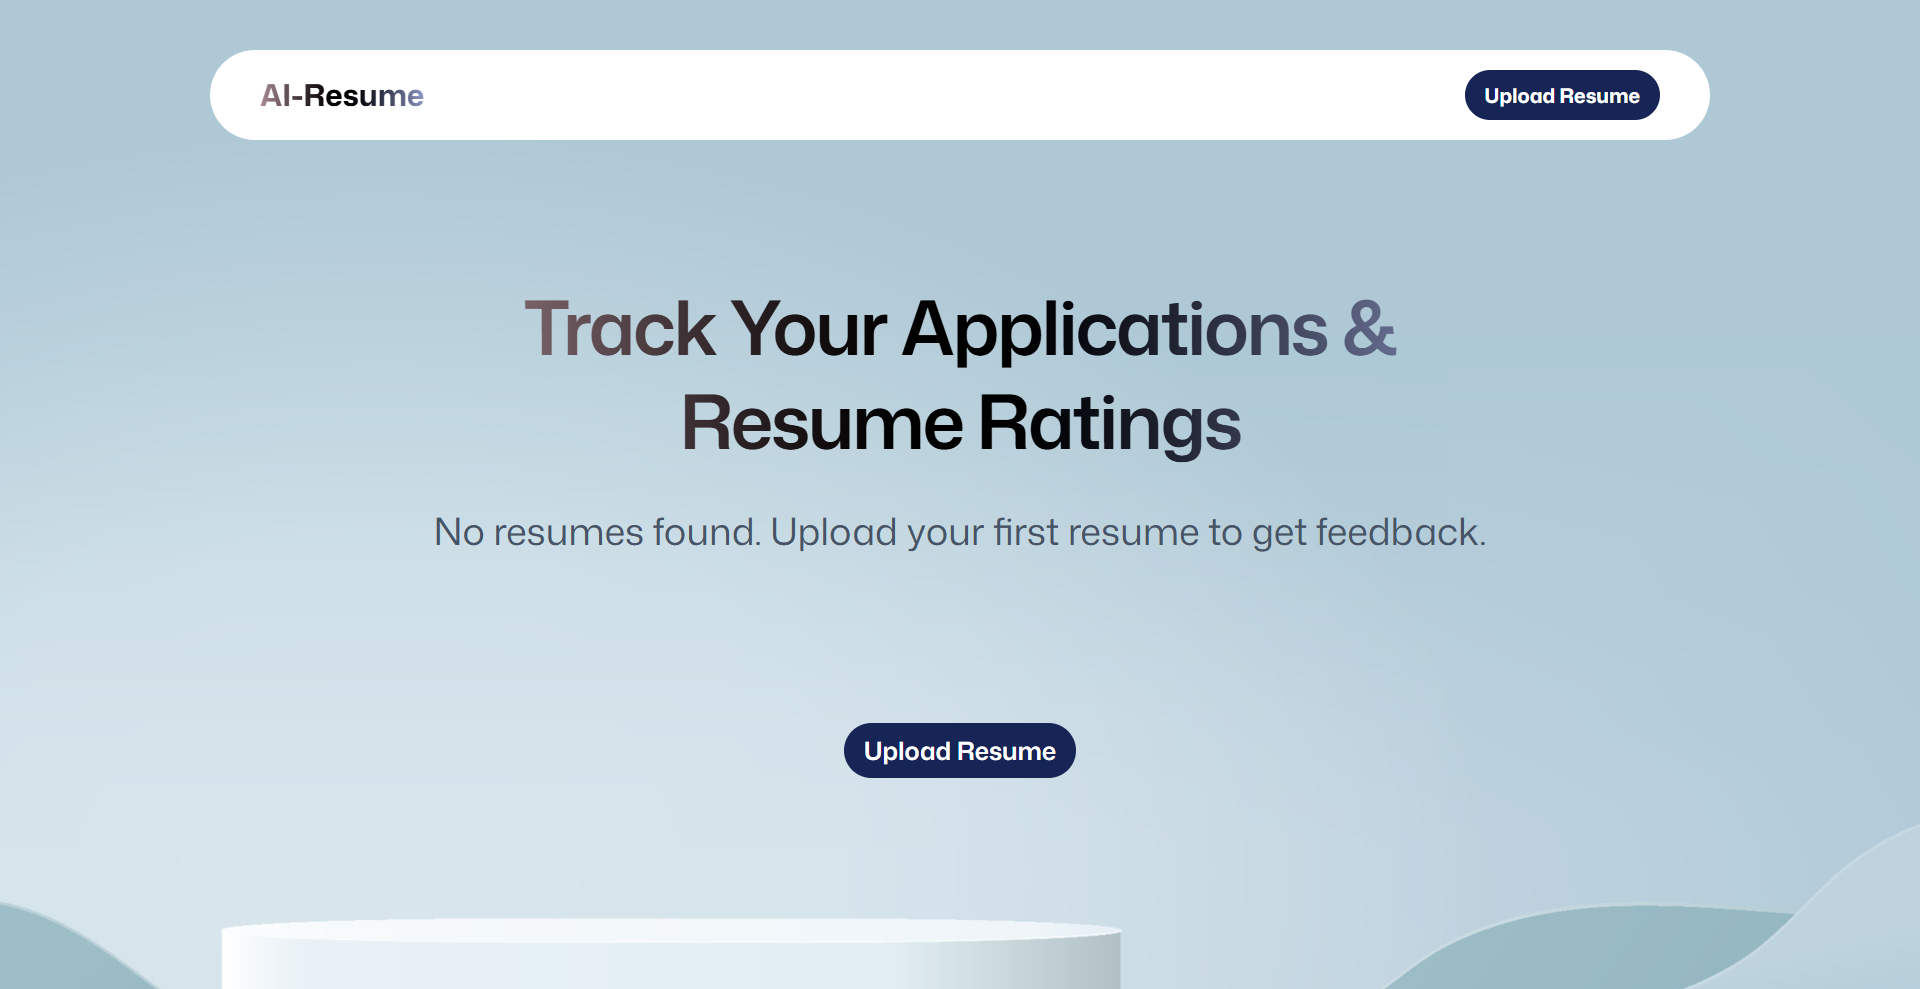 AI-Resume
Upload Resume
Track Your Applications &
Resume Ratings
No resumes found. Upload your first resume to get feedback.
Upload Resume